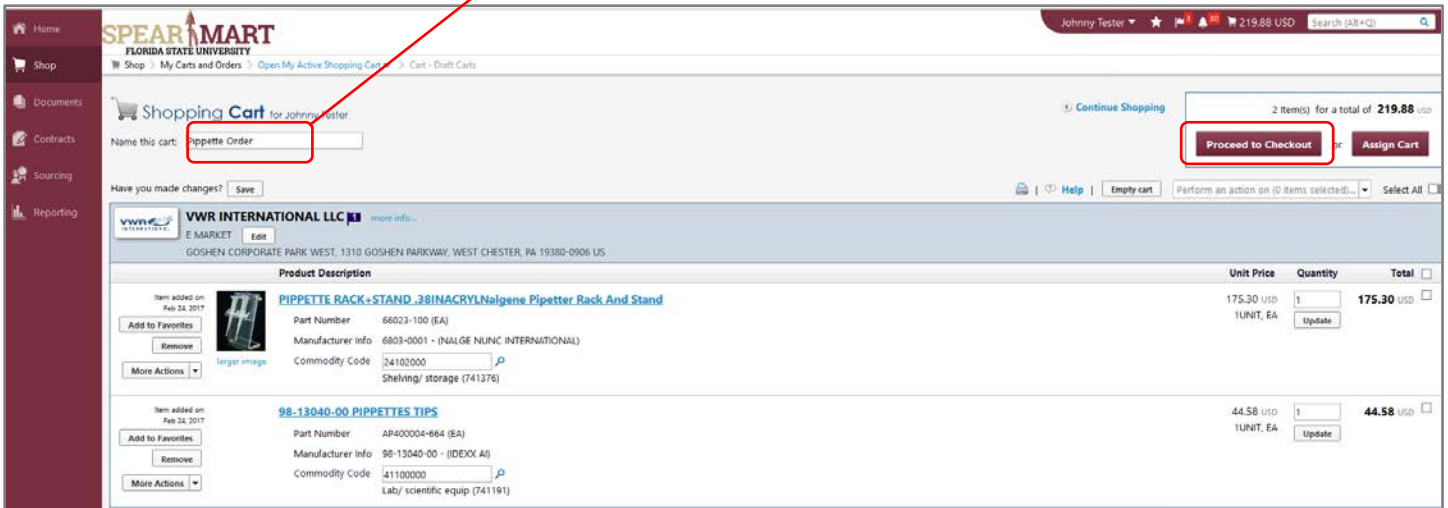 Home
Shop
Documents
Contracts
Sourcing
Reporting
SPEAR MART
FLORIDA STATE UNIVERSITY
Johnny Tester 219.88 USD Search (Alt+Q)
Shop > My Carts and Orders > Open My Active Shopping Cart > Cart - Draft Carts
Shopping Cart for Johnny Tester
Continue Shopping
2 Item(s) for a total of 219.88 USD
Name this cart: Pippette Order
Proceed to Checkout or Assign Cart
Have you made changes? Save
| Help | Empty cart Perform an action on (0 items selected)... Select All
VWR INTERNATIONAL
VWR INTERNATIONAL LLC 1 more info...
E MARKET Edit
GOSHEN CORPORATE PARK WEST, 1310 GOSHEN PARKWAY, WEST CHESTER, PA 19380-0906 US
Product Description Unit Price Quantity Total
Item added on
Feb 24, 2017
Add to Favorites
Remove
More Actions
larger image
PIPPETTE RACK+STAND .38INACRYLNalgene Pipetter Rack And Stand
Part Number 66023-100 (EA)
Manufacturer Info 6803-0001 - (NALGE NUNC INTERNATIONAL)
Commodity Code 24102000
Shelving/ storage (741376)
175.30 USD 1 175.30 USD
1UNIT, EA Update
Item added on
Feb 24, 2017
Add to Favorites
Remove
More Actions
98-13040-00 PIPPETTES TIPS
Part Number AP400004-664 (EA)
Manufacturer Info 98-13040-00 - (IDEXX AI)
Commodity Code 41100000
Lab/ scientific equip (741191)
44.58 USD 1 44.58 USD
1UNIT, EA Update